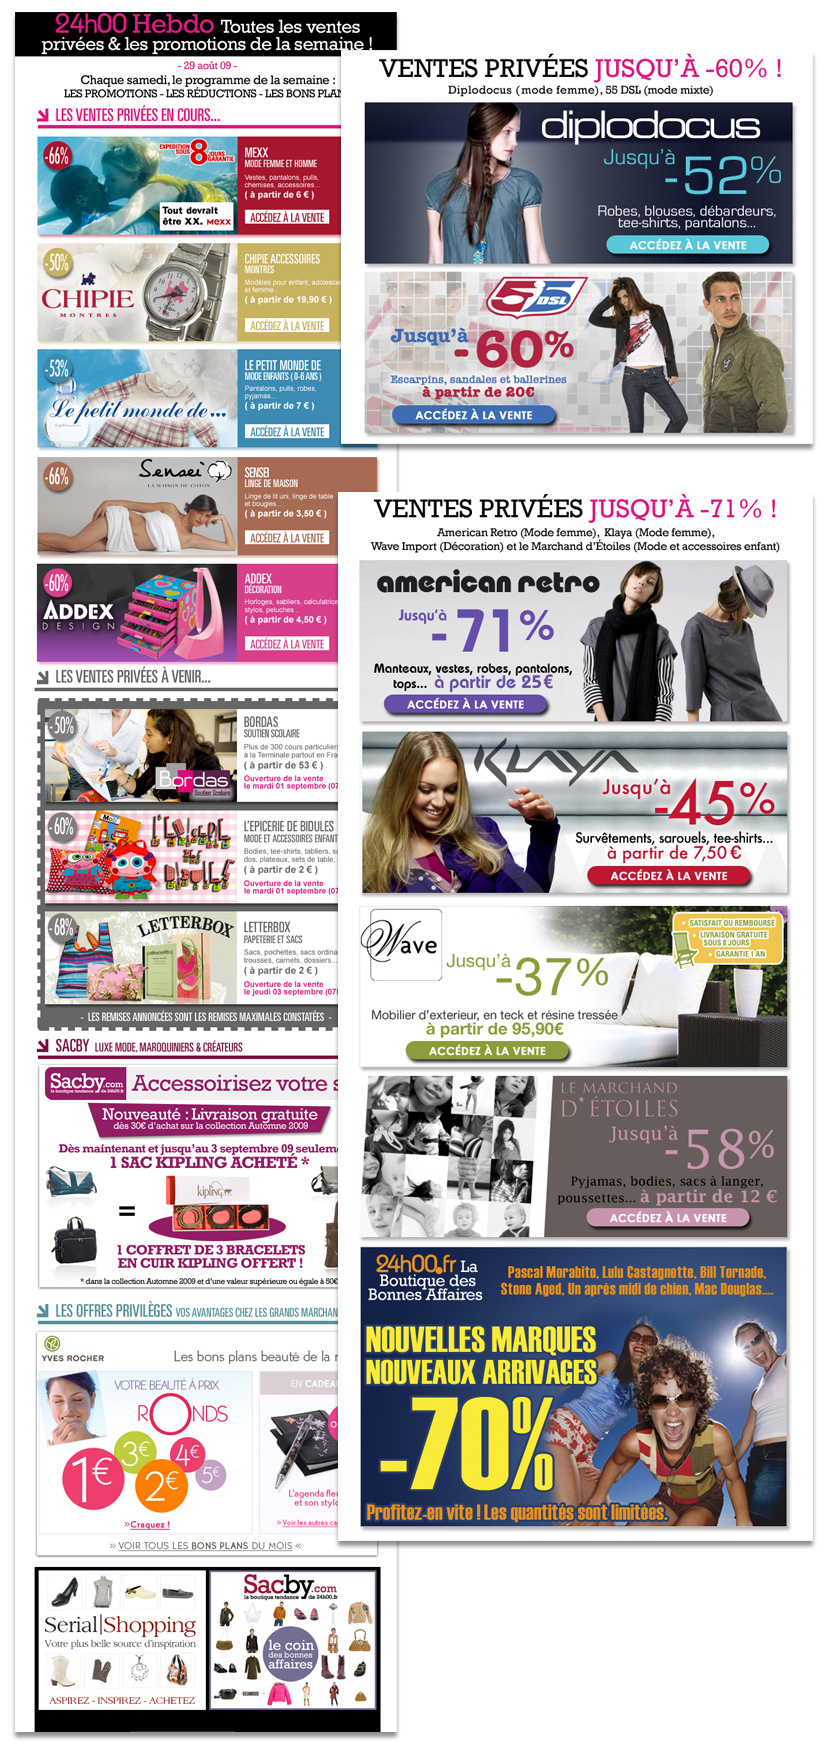 24h00 Hebdo Toutes les ventes
privées & les promotions de la semaine !
- 29 août 09 -
Chaque samedi, le programme de la semaine :
LES PROMOTIONS - LES RÉDUCTIONS - LES BONS PLAN
LES VENTES PRIVÉES EN COURS...
-66%
EXPEDITION SOUS 8 JOURS GARANTIE
Tout devrait
être XX. mexx
MEXX
MODE FEMME ET HOMME
Vestes, pantalons, pulls,
chemises, accessoires...
( à partir de 6 € )
ACCÉDEZ À LA VENTE
-50%
CHIPIE
MONTRES
CHIPIE ACCESSOIRES
MONTRES
Modèles pour enfant, adolesce
et femme...
( à partir de 19,90 € )
ACCÉDEZ À LA VENTE
-53%
Le petit monde de...
LE PETIT MONDE DE
MODE ENFANTS ( 0-6 ANS )
Pantalons, pulls, robes,
pyjamas...
( à partir de 7 € )
ACCÉDEZ À LA VENTE
-66%
Sensei
LA MAISON DE COTON
SENSEI
LINGE DE MAISON
Linge de lit uni, linge de table
et bougies..
( à partir de 3,50 € )
ACCÉDEZ À LA VENTE
-60%
ADDEX
DESIGN
ADDEX
DECORATION
Horloges, sabliers, calculatrice
stylos, peluches...
( à partir de 4,50 € )
ACCÉDEZ À LA VENTE
LES VENTES PRIVÉES À VENIR...
-50%
Bordas
Soutien Scolaire
BORDAS
SOUTIEN SCOLAIRE
Plus de 300 cours particulier
à la Terminale partout en Fra
( à partir de 53 € )
Ouverture de la vente
le mardi 01 septembre (07
-60%
L'EPICERIE DE BIDULES
MODE ET ACCESSOIRES ENFANT
Bodies, tee-shirts, tabliers, sa
dos, plateaux, sets de table,
( à partir de 2 € )
Ouverture de la vente
le mardi 01 septembre (07
-68%
LETTERBOX
LETTERBOX
PAPETERIE ET SACS
Sacs, pochettes, sacs ordina
trousses, carnets, dossiers...
( à partir de 2 € )
Ouverture de la vente
le jeudi 03 septembre (07
- LES REMISES ANNONCÉES SONT LES REMISES MAXIMALES CONSTATÉES -
SACBY LUXE MODE, MAROQUINIERS & CRÉATEURS
Sacby.com
la boutique tendance de 24h00.fr
Accessoirisez votre s
Nouveauté : Livraison gratuite
dès 30€ d'achat sur la collection Automne 2009
Dès maintenant et jusqu'au 3 septembre 09 seuleme
1 SAC KIPLING ACHETÉ *
=
kipling
1 COFFRET DE 3 BRACELETS
EN CUIR KIPLING OFFERT !
* dans la collection Automne 2009 et d'une valeur supérieure ou égale à 50€
LES OFFRES PRIVILÈGES VOS AVANTAGES CHEZ LES GRANDS MARCHAN
YVES ROCHER
Les bons plans beauté de la
VOTRE BEAUTÉ À PRIX
RONDS
1€
3€
2€
4€
5€
»Craquez !
EN CADEA
L'agenda fle
et son stylo
»Voir les autres ca
» VOIR TOUS LES BONS PLANS DU MOIS «
Serial|Shopping
Votre plus belle source d'inspiration
ASPIREZ - INSPIREZ - ACHETEZ
Sacby.com
la boutique tendance de 24h00.fr
le coin
des bonnes
affaires
VENTES PRIVÉES JUSQU'À -60% !
Diplodocus (mode femme), 55 DSL (mode mixte)
diplodocus
Jusqu'à
-52%
Robes, blouses, débardeurs,
tee-shirts, pantalons...
ACCÉDEZ À LA VENTE
55 DSL
Jusqu'à
-60%
Escarpins, sandales et ballerines
à partir de 20€
ACCÉDEZ À LA VENTE
VENTES PRIVÉES JUSQU'À -71% !
American Retro (Mode femme), Klaya (Mode femme),
Wave Import (Décoration) et le Marchand d'Étoiles (Mode et accessoires enfant)
american retro
Jusqu'à
-71%
Manteaux, vestes, robes, pantalons,
tops... à partir de 25€
ACCÉDEZ À LA VENTE
KLAYA
Jusqu'à
-45%
Survêtements, sarouels, tee-shirts...
à partir de 7,50 €
ACCÉDEZ À LA VENTE
Wave
Jusqu'à
-37%
• SATISFAIT OU REMBOURSÉ
• LIVRAISON GRATUITE
SOUS 8 JOURS
• GARANTIE 1 AN
Mobilier d'exterieur, en teck et résine tressée
à partir de 95,90€
ACCÉDEZ À LA VENTE
LE MARCHAND
D*ÉTOILES
Jusqu'à
-58%
Pyjamas, bodies, sacs à langer,
poussettes... à partir de 12 €
ACCÉDEZ À LA VENTE
24h00.fr La
Boutique des
Bonnes Affaires
Pascal Morabito, Lulu Castagnette, Bill Tornade,
Stone Aged, Un après midi de chien, Mac Douglas....
NOUVELLES MARQUES
NOUVEAUX ARRIVAGES
-70%
Profitez-en vite ! Les quantités sont limitées.